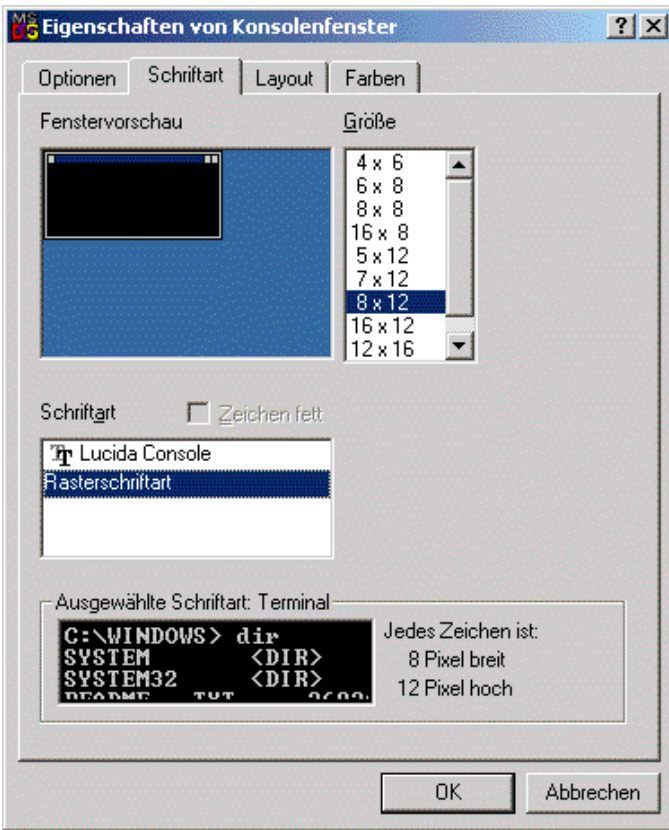 Eigenschaften von Konsolenfenster
Optionen Schriftart Layout Farben
Fenstervorschau Größe
4 x 6
6 x 8
8 x 8
16 x 8
5 x 12
7 x 12
8 x 12
16 x 12
12 x 16
Schriftart Zeichen fett
Lucida Console
Rasterschriftart
Ausgewählte Schriftart: Terminal
C:\WINDOWS> dir
SYSTEM <DIR>
SYSTEM32 <DIR>
README TXT
Jedes Zeichen ist:
8 Pixel breit
12 Pixel hoch
OK Abbrechen